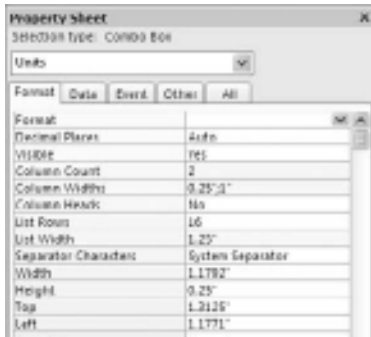 Property Sheet
Selection type: Combo Box
Units
Format Data Event Other All
Format
Decimal Places Auto
Visible Yes
Column Count 2
Column Widths 0.25";1"
Column Heads No
List Rows 16
List Width 1.25"
Separator Characters System Separator
Width 1.1792"
Height 0.25"
Top 1.3125"
Left 1.1771"